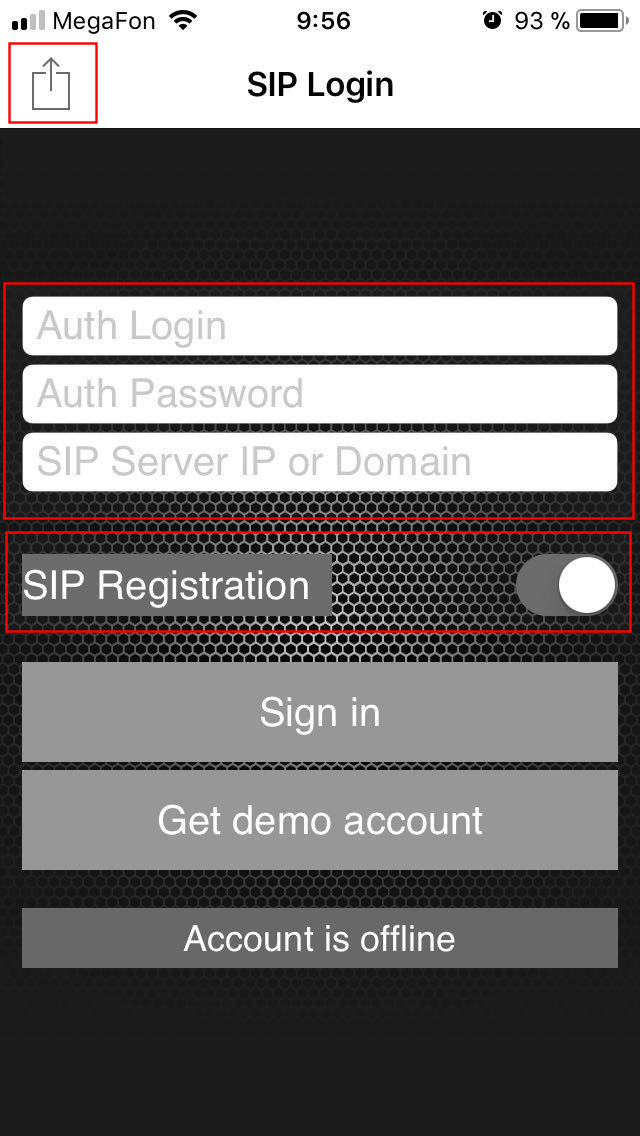 MegaFon 9:56 93 %
SIP Login
Auth Login
Auth Password
SIP Server IP or Domain
SIP Registration
Sign in
Get demo account
Account is offline